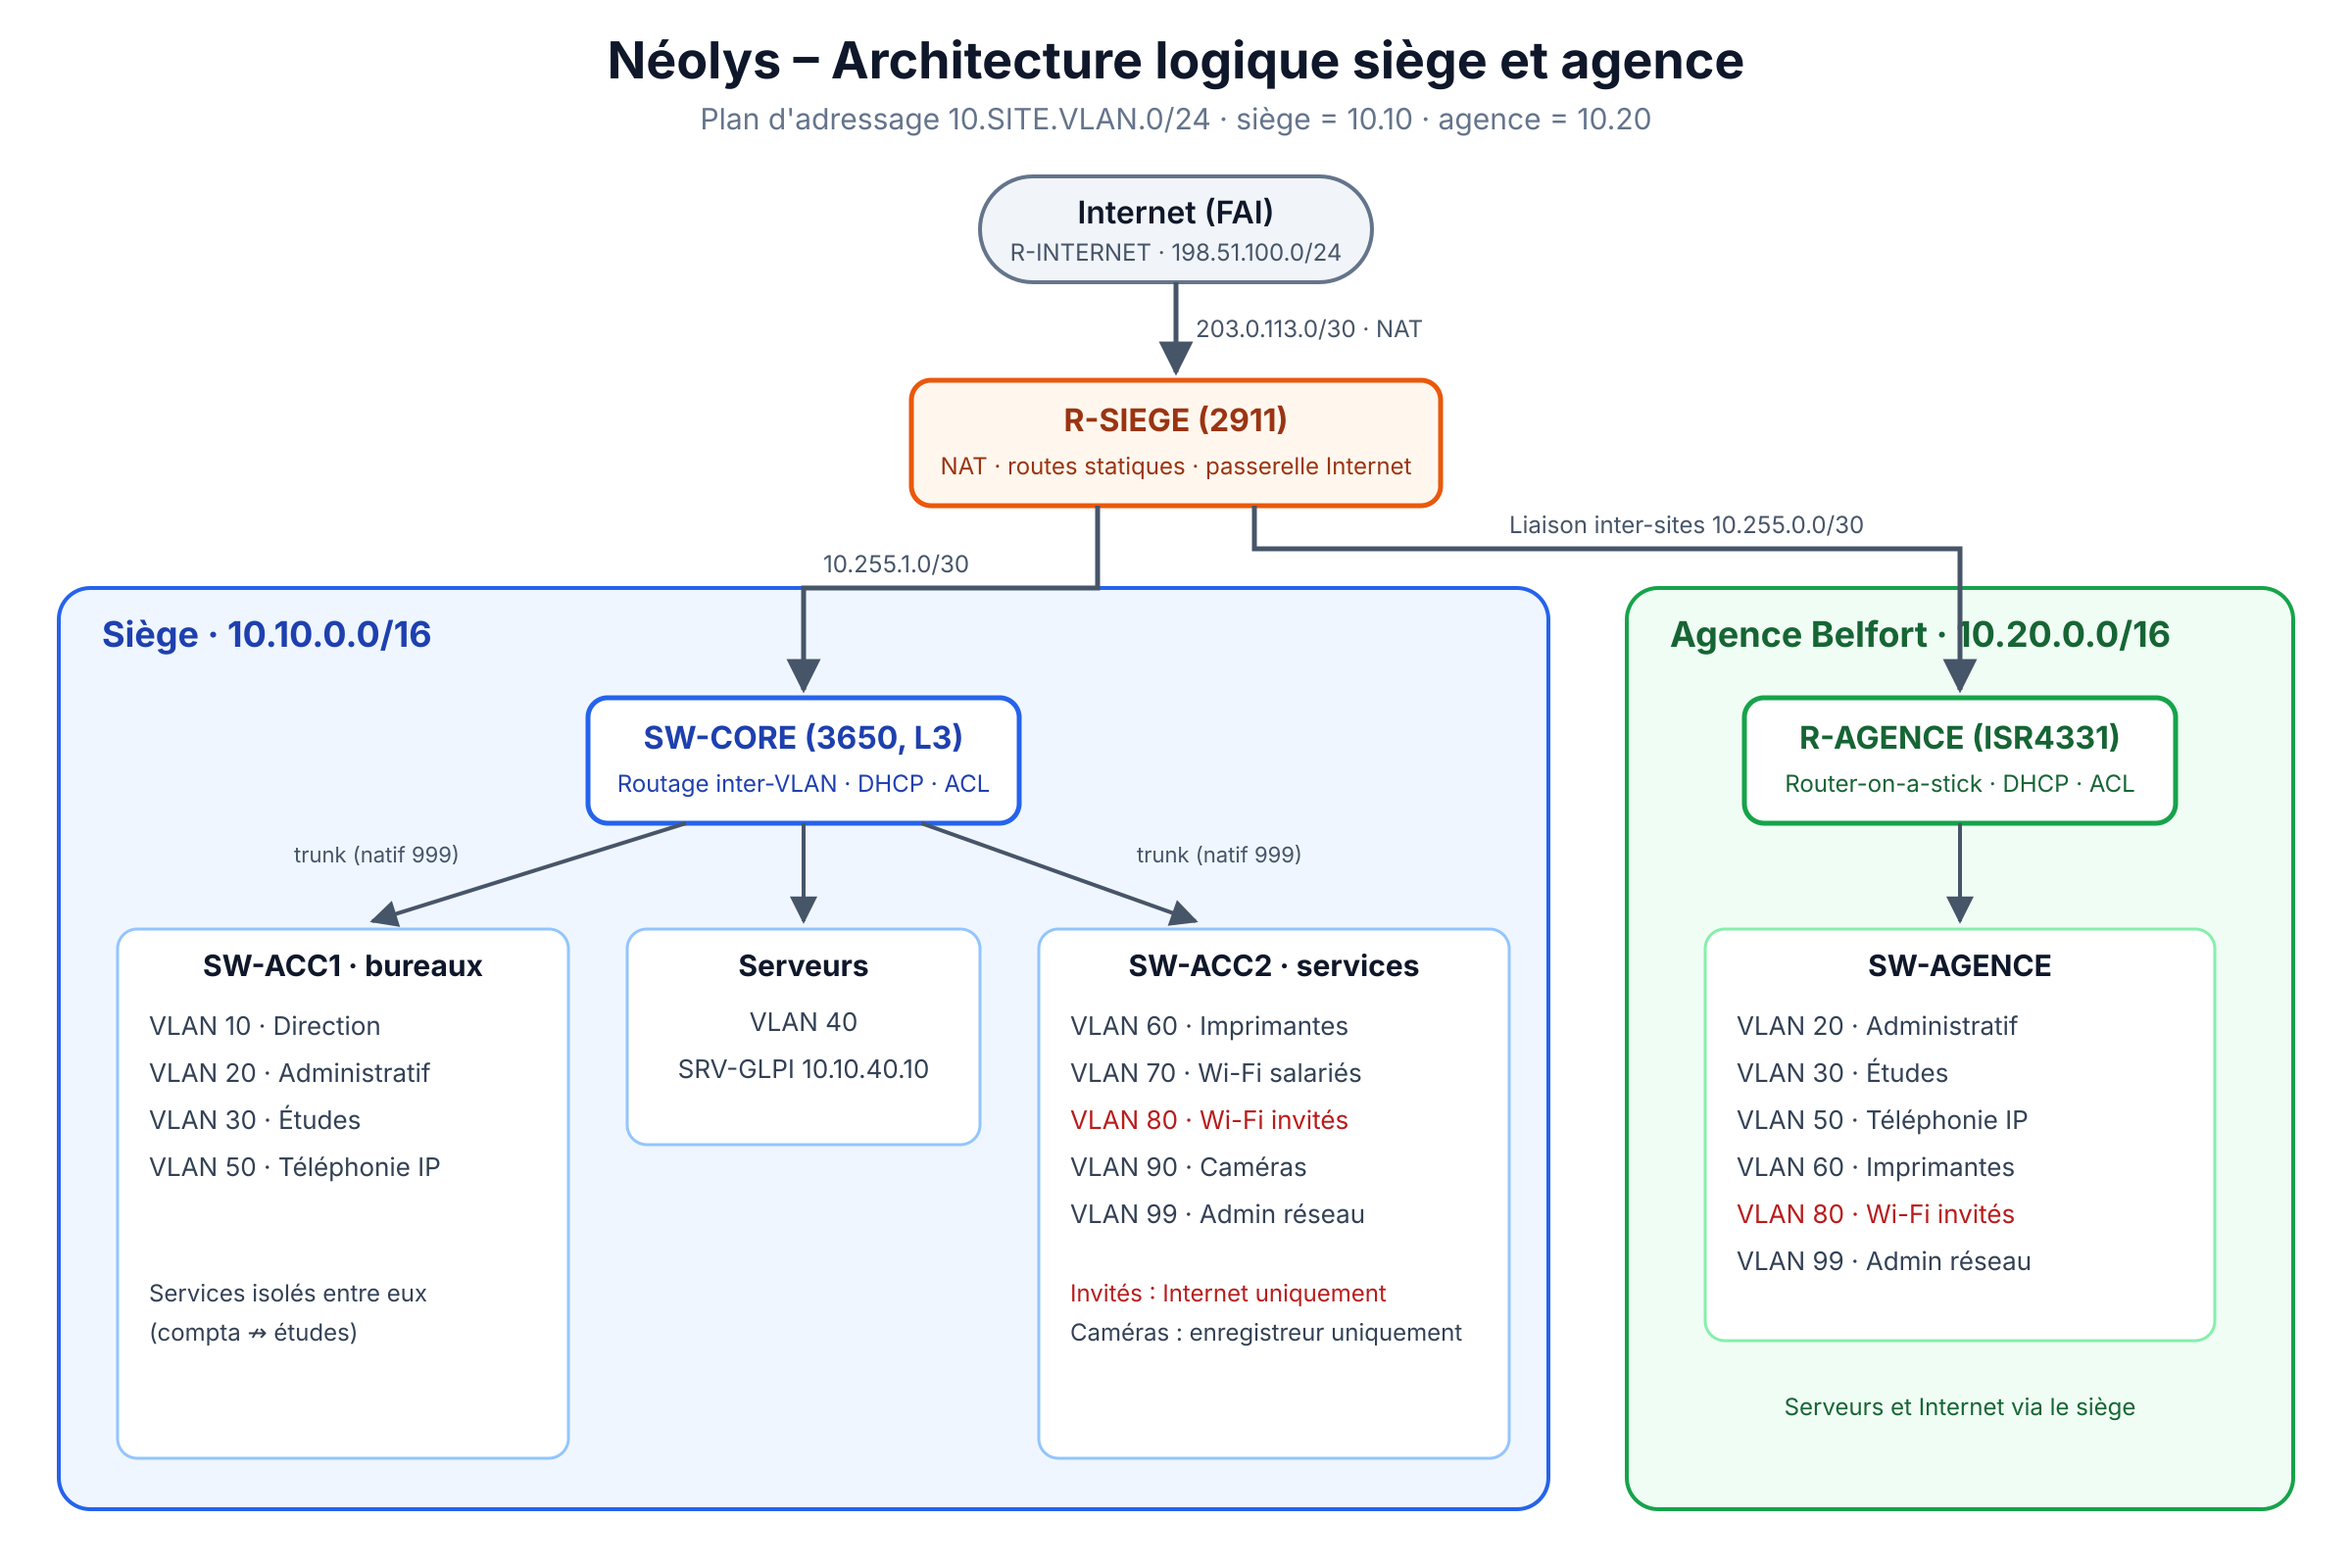 Néolys – Architecture logique siège et agence
Plan d'adressage 10.SITE.VLAN.0/24 · siège = 10.10 · agence = 10.20
Internet (FAI)
R-INTERNET · 198.51.100.0/24
203.0.113.0/30 · NAT
R-SIEGE (2911)
NAT · routes statiques · passerelle Internet
Liaison inter-sites 10.255.0.0/30
10.255.1.0/30
Siège · 10.10.0.0/16
SW-CORE (3650, L3)
Routage inter-VLAN · DHCP · ACL
trunk (natif 999)
trunk (natif 999)
SW-ACC1 · bureaux
VLAN 10 · Direction
VLAN 20 · Administratif
VLAN 30 · Études
VLAN 50 · Téléphonie IP
Services isolés entre eux
(compta ↛ études)
Serveurs
VLAN 40
SRV-GLPI 10.10.40.10
SW-ACC2 · services
VLAN 60 · Imprimantes
VLAN 70 · Wi-Fi salariés
VLAN 80 · Wi-Fi invités
VLAN 90 · Caméras
VLAN 99 · Admin réseau
Invités : Internet uniquement
Caméras : enregistreur uniquement
Agence Belfort · 10.20.0.0/16
R-AGENCE (ISR4331)
Router-on-a-stick · DHCP · ACL
SW-AGENCE
VLAN 20 · Administratif
VLAN 30 · Études
VLAN 50 · Téléphonie IP
VLAN 60 · Imprimantes
VLAN 80 · Wi-Fi invités
VLAN 99 · Admin réseau
Serveurs et Internet via le siège